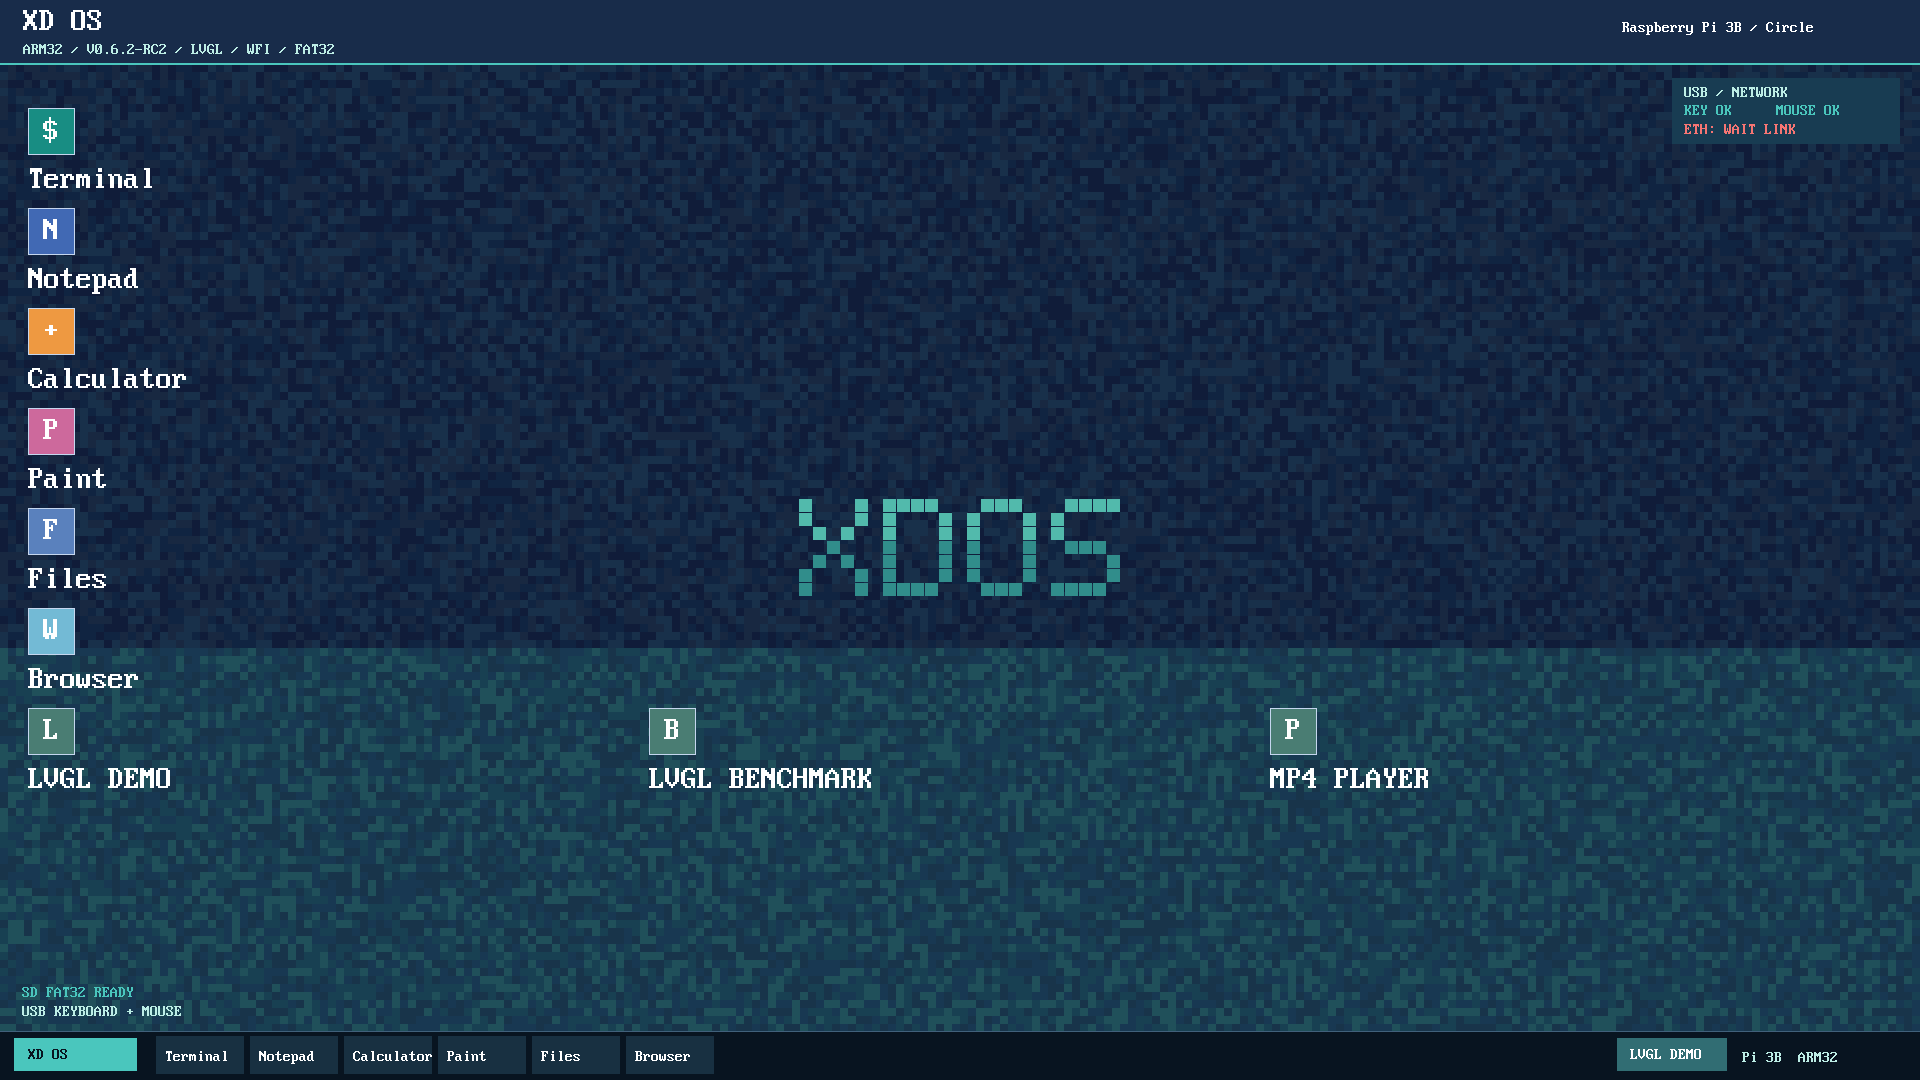 XD OS
ARM32 / V0.6.2-RC2 / LVGL / WFI / FAT32
Raspberry Pi 3B / Circle
USB / NETWORK
KEY OK MOUSE OK
ETH: WAIT LINK
$
Terminal
N
Notepad
+
Calculator
P
Paint
F
Files
W
Browser
XDOS
L
LVGL DEMO
B
LVGL BENCHMARK
P
MP4 PLAYER
SD FAT32 READY
USB KEYBOARD + MOUSE
XD OS Terminal Notepad Calculator Paint Files Browser LVGL DEMO Pi 3B ARM32